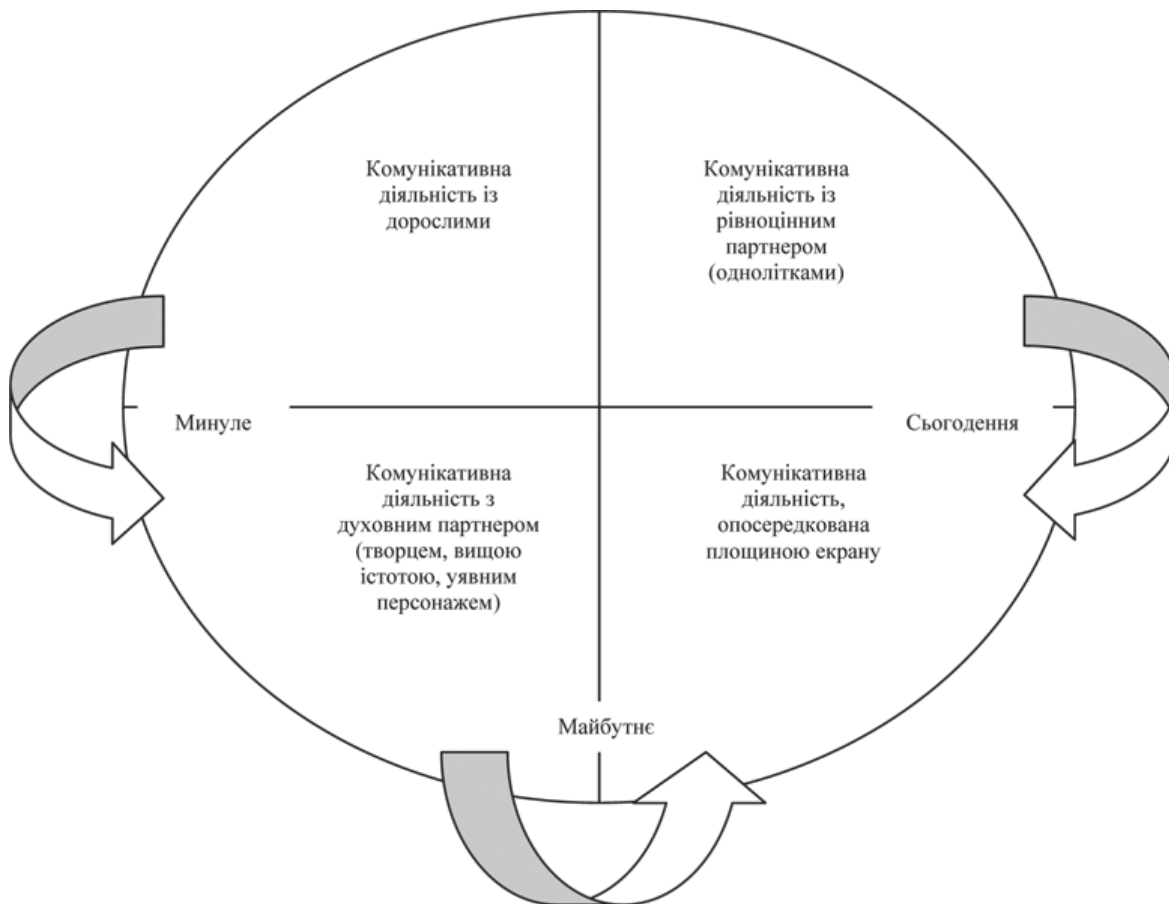 Комунікативна
діяльність із
дорослими
Комунікативна
діяльність із
рівноцінним
партнером
(однолітками)
Минуле
Сьогодення
Комунікативна
діяльність з
духовним партнером
(творцем, вищою
істотою, уявним
персонажем)
Комунікативна
діяльність,
опосередкована
площиною екрану
Майбутнє